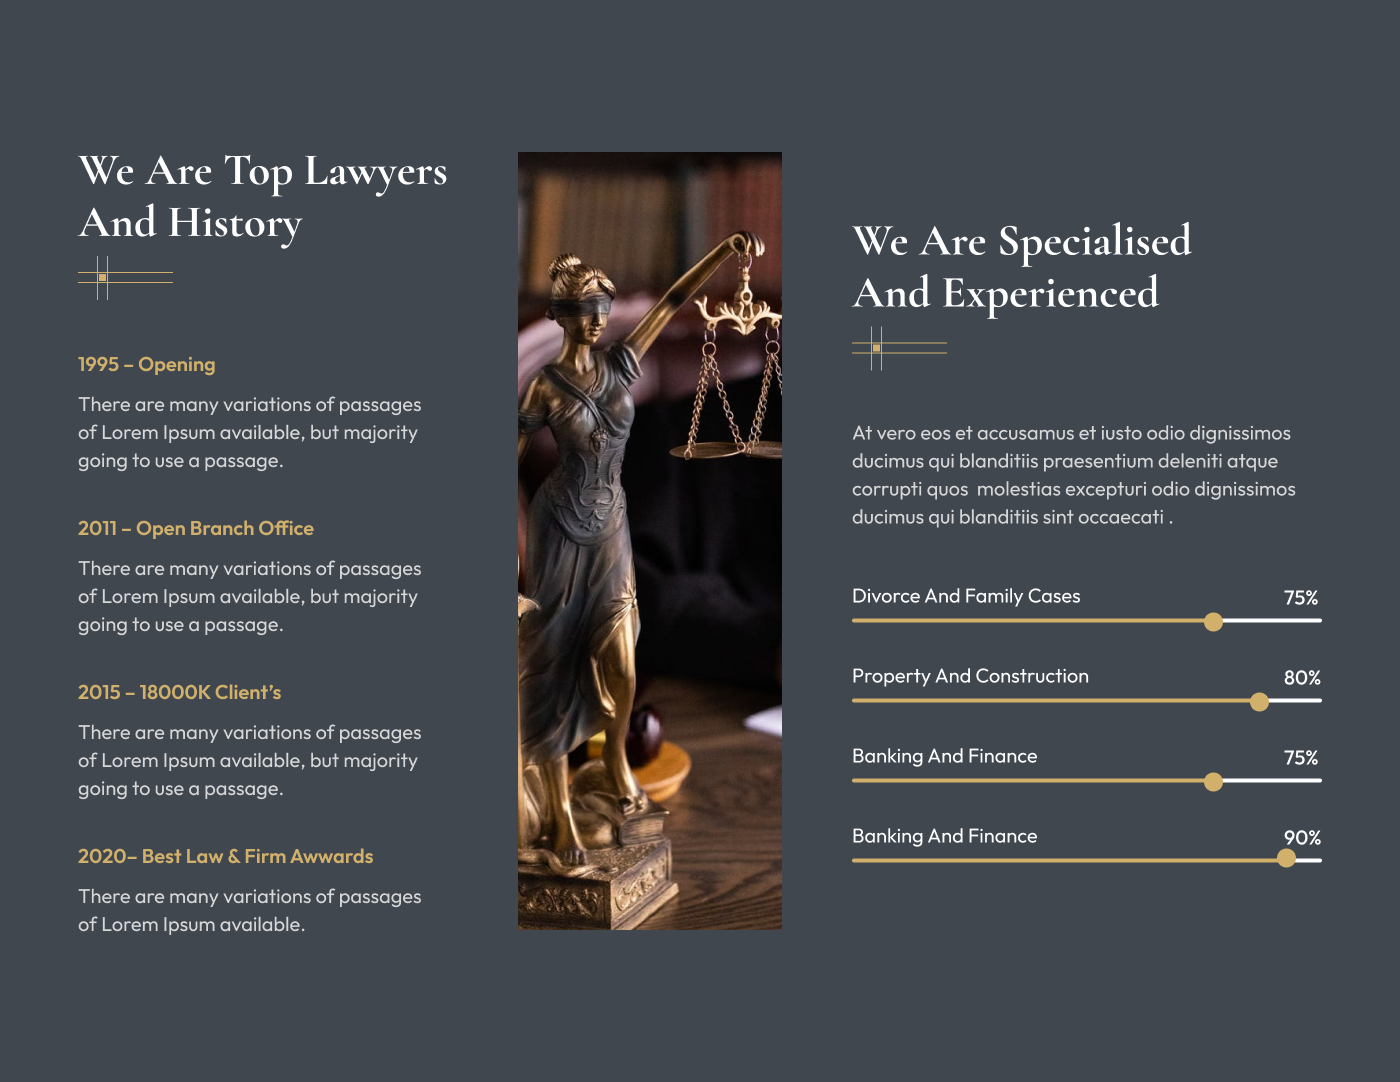 We Are Top Lawyers
And History
1995 – Opening
There are many variations of passages
of Lorem Ipsum available, but majority
going to use a passage.
2011 – Open Branch Office
There are many variations of passages
of Lorem Ipsum available, but majority
going to use a passage.
2015 – 18000K Client’s
There are many variations of passages
of Lorem Ipsum available, but majority
going to use a passage.
2020– Best Law & Firm Awwards
There are many variations of passages
of Lorem Ipsum available.
We Are Specialised
And Experienced
At vero eos et accusamus et iusto odio dignissimos
ducimus qui blanditiis praesentium deleniti atque
corrupti quos  molestias excepturi odio dignissimos
ducimus qui blanditiis sint occaecati .
Divorce And Family Cases 75%
Property And Construction 80%
Banking And Finance 75%
Banking And Finance 90%